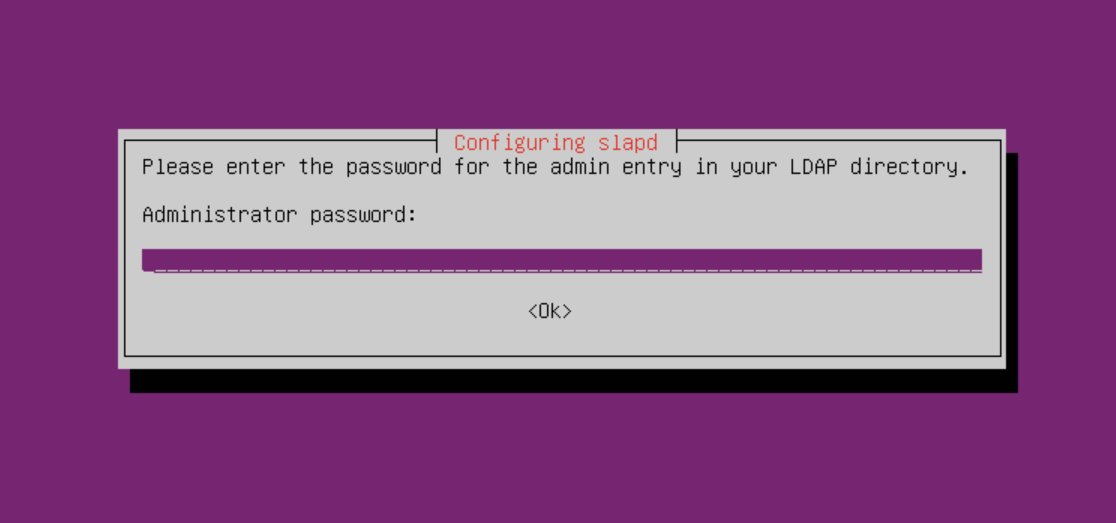 Configuring slapd
Please enter the password for the admin entry in your LDAP directory.
Administrator password:
<Ok>